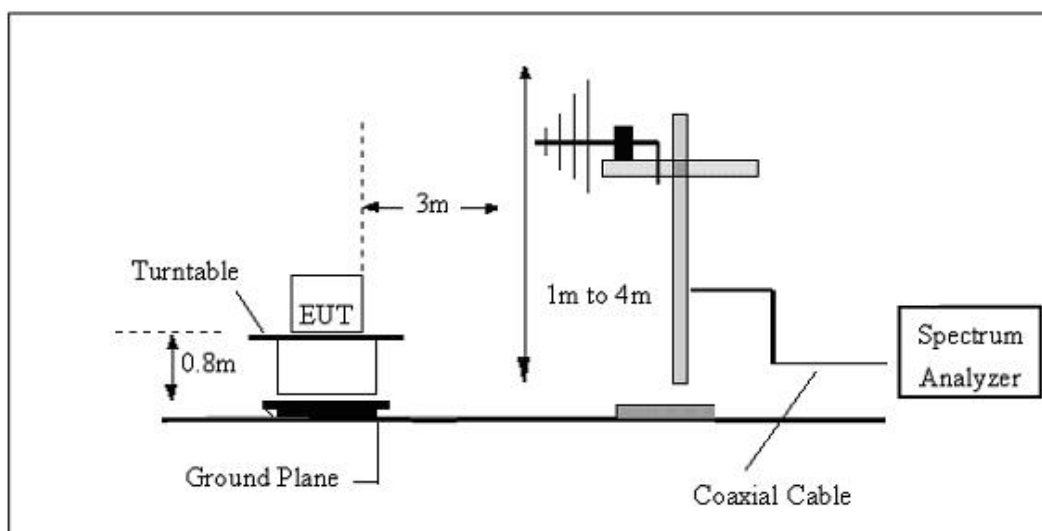 3m
Turntable
EUT
1m to 4m
0.8m
Spectrum
Analyzer
Ground Plane
Coaxial Cable